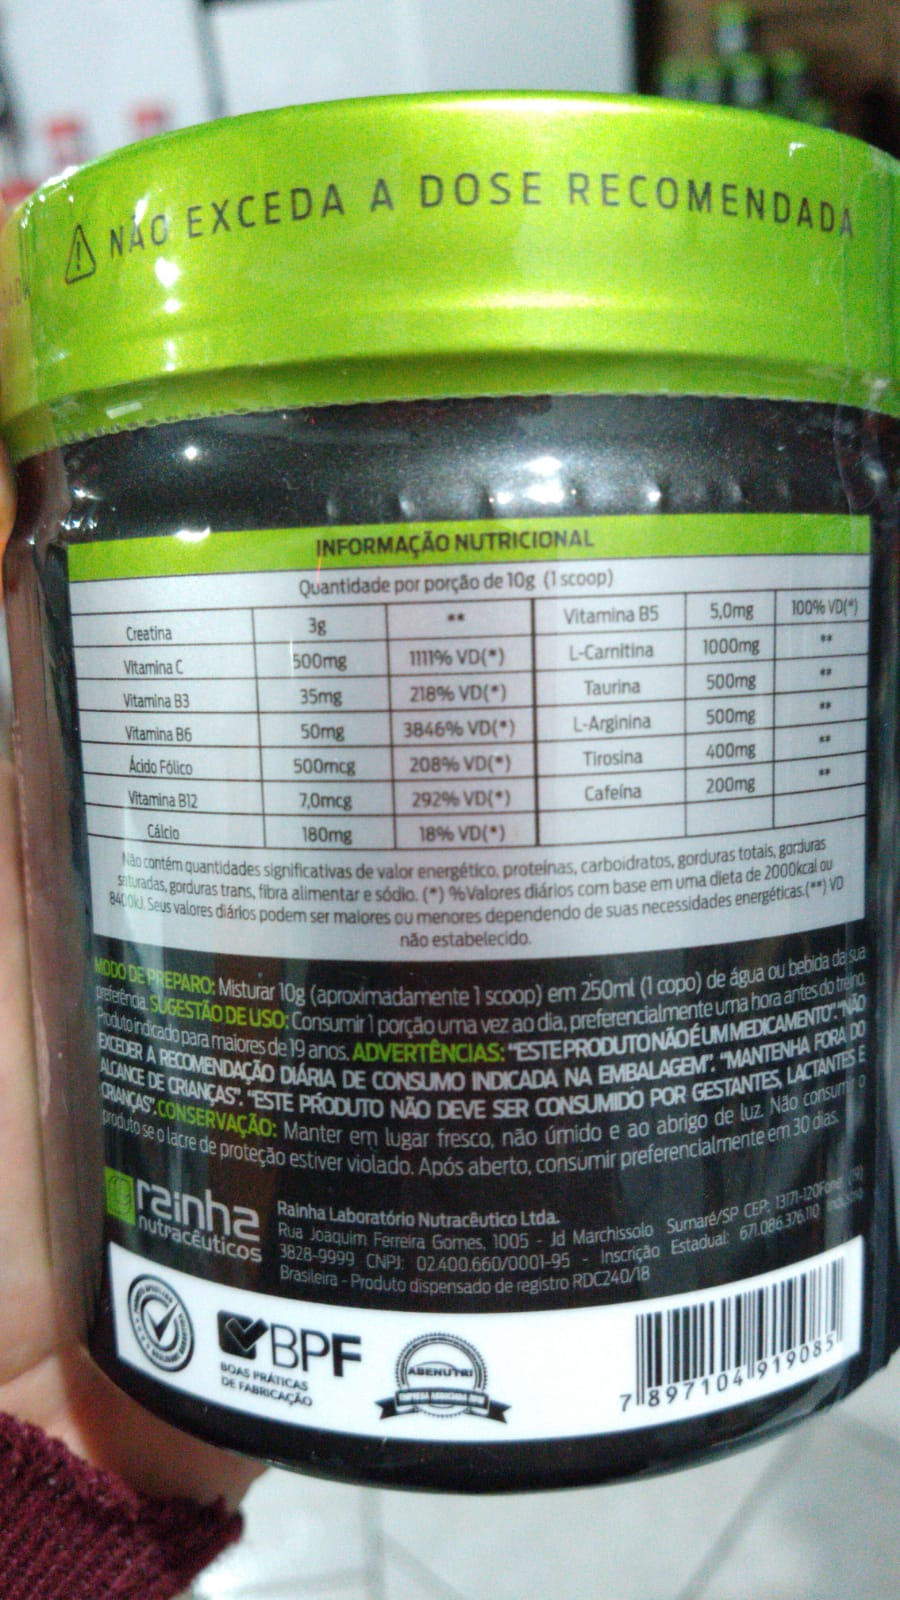 NÃO EXCEDA A DOSE RECOMENDADA
INFORMAÇÃO NUTRICIONAL
Quantidade por porção de 10g (1 scoop)
Creatina 3g ** Vitamina B5 5,0mg 100% VD(*)
Vitamina C 500mg 1111% VD(*) L-Carnitina 1000mg **
Vitamina B3 35mg 218% VD(*) Taurina 500mg **
Vitamina B6 50mg 3846% VD(*) L-Arginina 500mg **
Ácido Fólico 500mcg 208% VD(*) Tirosina 400mg **
Vitamina B12 7,0mcg 292% VD(*) Cafeína 200mg **
Cálcio 180mg 18% VD(*)
Não contém quantidades significativas de valor energético, proteínas, carboidratos, gorduras totais, gorduras
saturadas, gorduras trans, fibra alimentar e sódio. (*) %Valores diários com base em uma dieta de 2000kcal ou
8400kJ. Seus valores diários podem ser maiores ou menores dependendo de suas necessidades energéticas.(**) VD
não estabelecido.
MODO DE PREPARO: Misturar 10g (aproximadamente 1 scoop) em 250ml (1 copo) de água ou bebida da sua
preferência. SUGESTÃO DE USO: Consumir 1 porção uma vez ao dia, preferencialmente uma hora antes do treino.
Produto indicado para maiores de 19 anos. ADVERTÊNCIAS: "ESTE PRODUTO NÃO É UM MEDICAMENTO". "NÃO
EXCEDER A RECOMENDAÇÃO DIÁRIA DE CONSUMO INDICADA NA EMBALAGEM". "MANTENHA FORA DO
ALCANCE DE CRIANÇAS". "ESTE PRODUTO NÃO DEVE SER CONSUMIDO POR GESTANTES, LACTANTES E
CRIANÇAS". CONSERVAÇÃO: Manter em lugar fresco, não úmido e ao abrigo de luz. Não consumir o
produto se o lacre de proteção estiver violado. Após aberto, consumir preferencialmente em 30 dias.
rainha
nutracêuticos
Rainha Laboratório Nutracêutico Ltda.
Rua Joaquim Ferreira Gomes, 1005 - Jd Marchissolo Sumaré/SP CEP: 13171-120 Fone: (19)
3828-9999 CNPJ: 02.400.660/0001-95 - Inscrição Estadual: 671.086.376.110 Indústria
Brasileira - Produto dispensado de registro RDC240/18
BPF
BOAS PRÁTICAS
DE FABRICAÇÃO
ABENUTRI
7 897104 919085